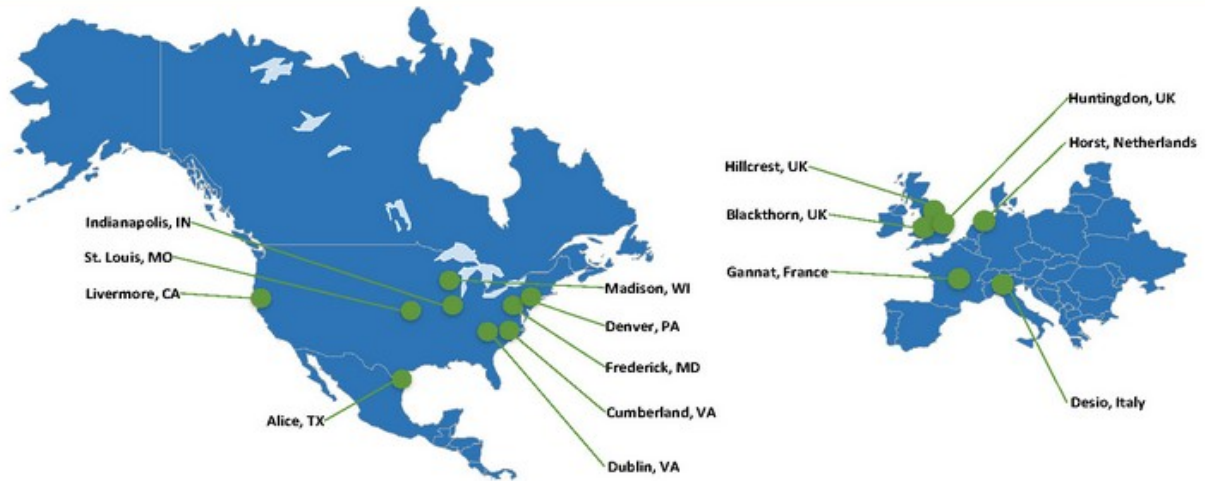 Indianapolis, IN
St. Louis, MO
Livermore, CA
Alice, TX
Madison, WI
Denver, PA
Frederick, MD
Cumberland, VA
Dublin, VA
Huntingdon, UK
Horst, Netherlands
Hillcrest, UK
Blackthorn, UK
Gannat, France
Desio, Italy